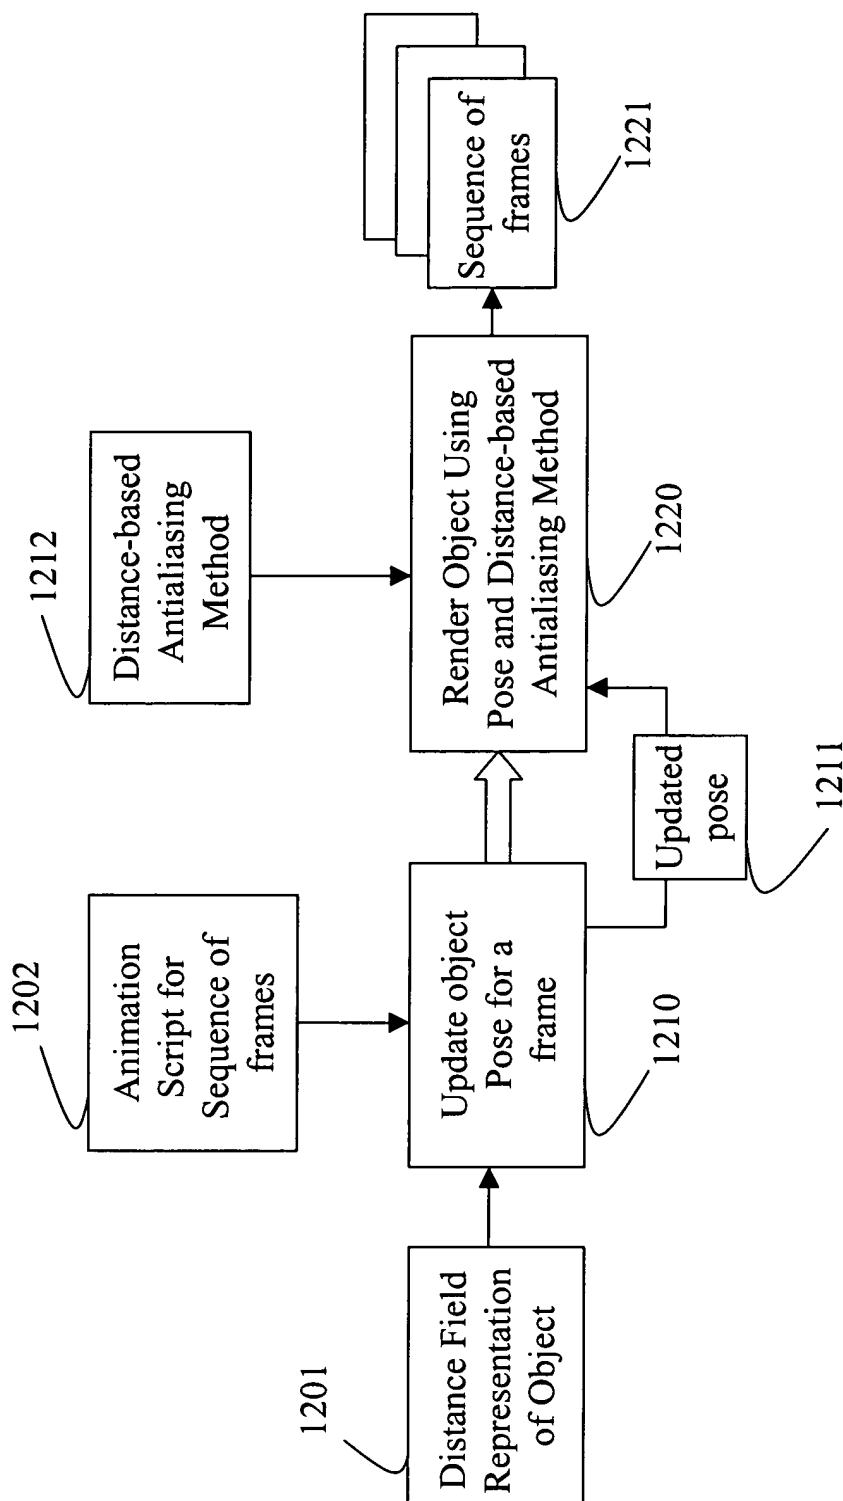 1202
Animation
Script for
Sequence of
frames
1212
Distance-based
Antialiasing
Method
1201
Distance Field
Representation
of Object
Update object
Pose for a
frame
1210
Render Object Using
Pose and Distance-based
Antialiasing Method
1220
Sequence of
frames
1221
Updated
pose
1211